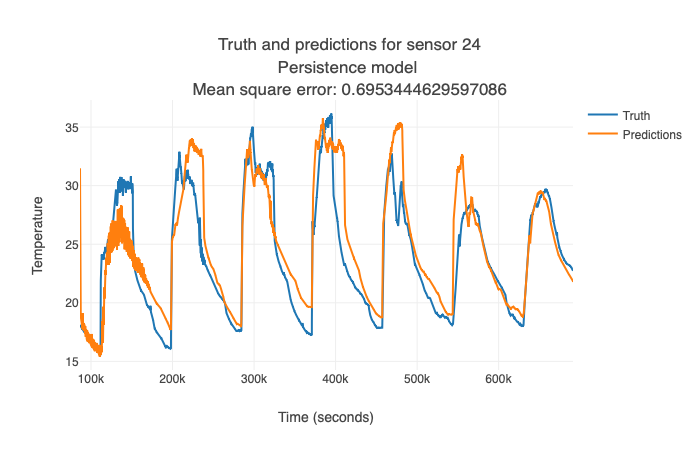 Truth and predictions for sensor 24
Persistence model
Mean square error: 0.6953444629597086
Truth
Predictions
Temperature
35
30
25
20
15
100k 200k 300k 400k 500k 600k
Time (seconds)